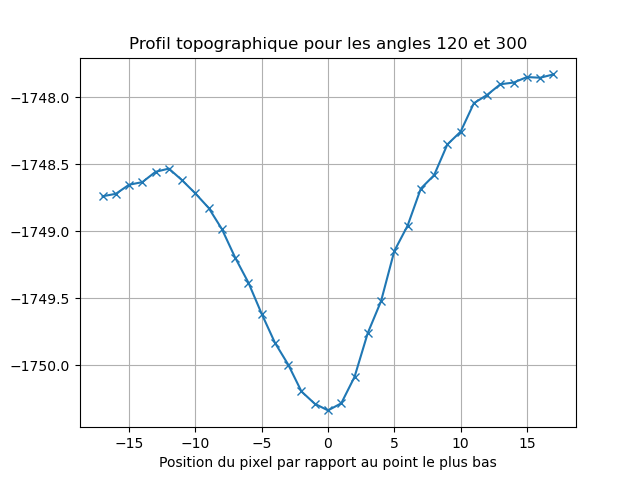 Profil topographique pour les angles 120 et 300
−1748.0
−1748.5
−1749.0
−1749.5
−1750.0
−15 −10 −5 0 5 10 15
Position du pixel par rapport au point le plus bas